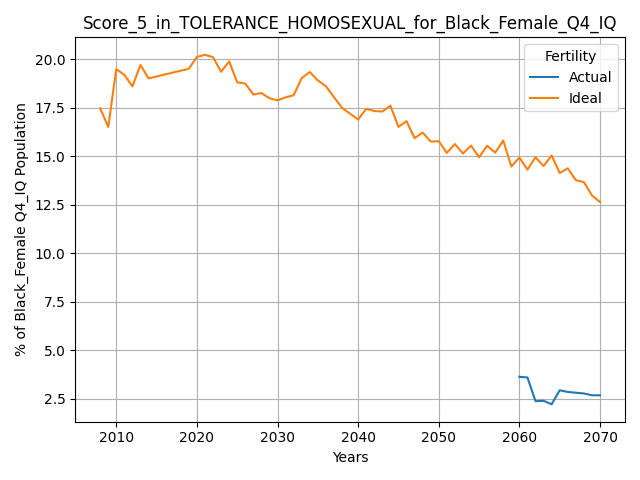 Score_5_in_TOLERANCE_HOMOSEXUAL_for_Black_Female_Q4_IQ
Fertility
Actual
Ideal
% of Black_Female Q4_IQ Population
20.0
17.5
15.0
12.5
10.0
7.5
5.0
2.5
2010 2020 2030 2040 2050 2060 2070
Years